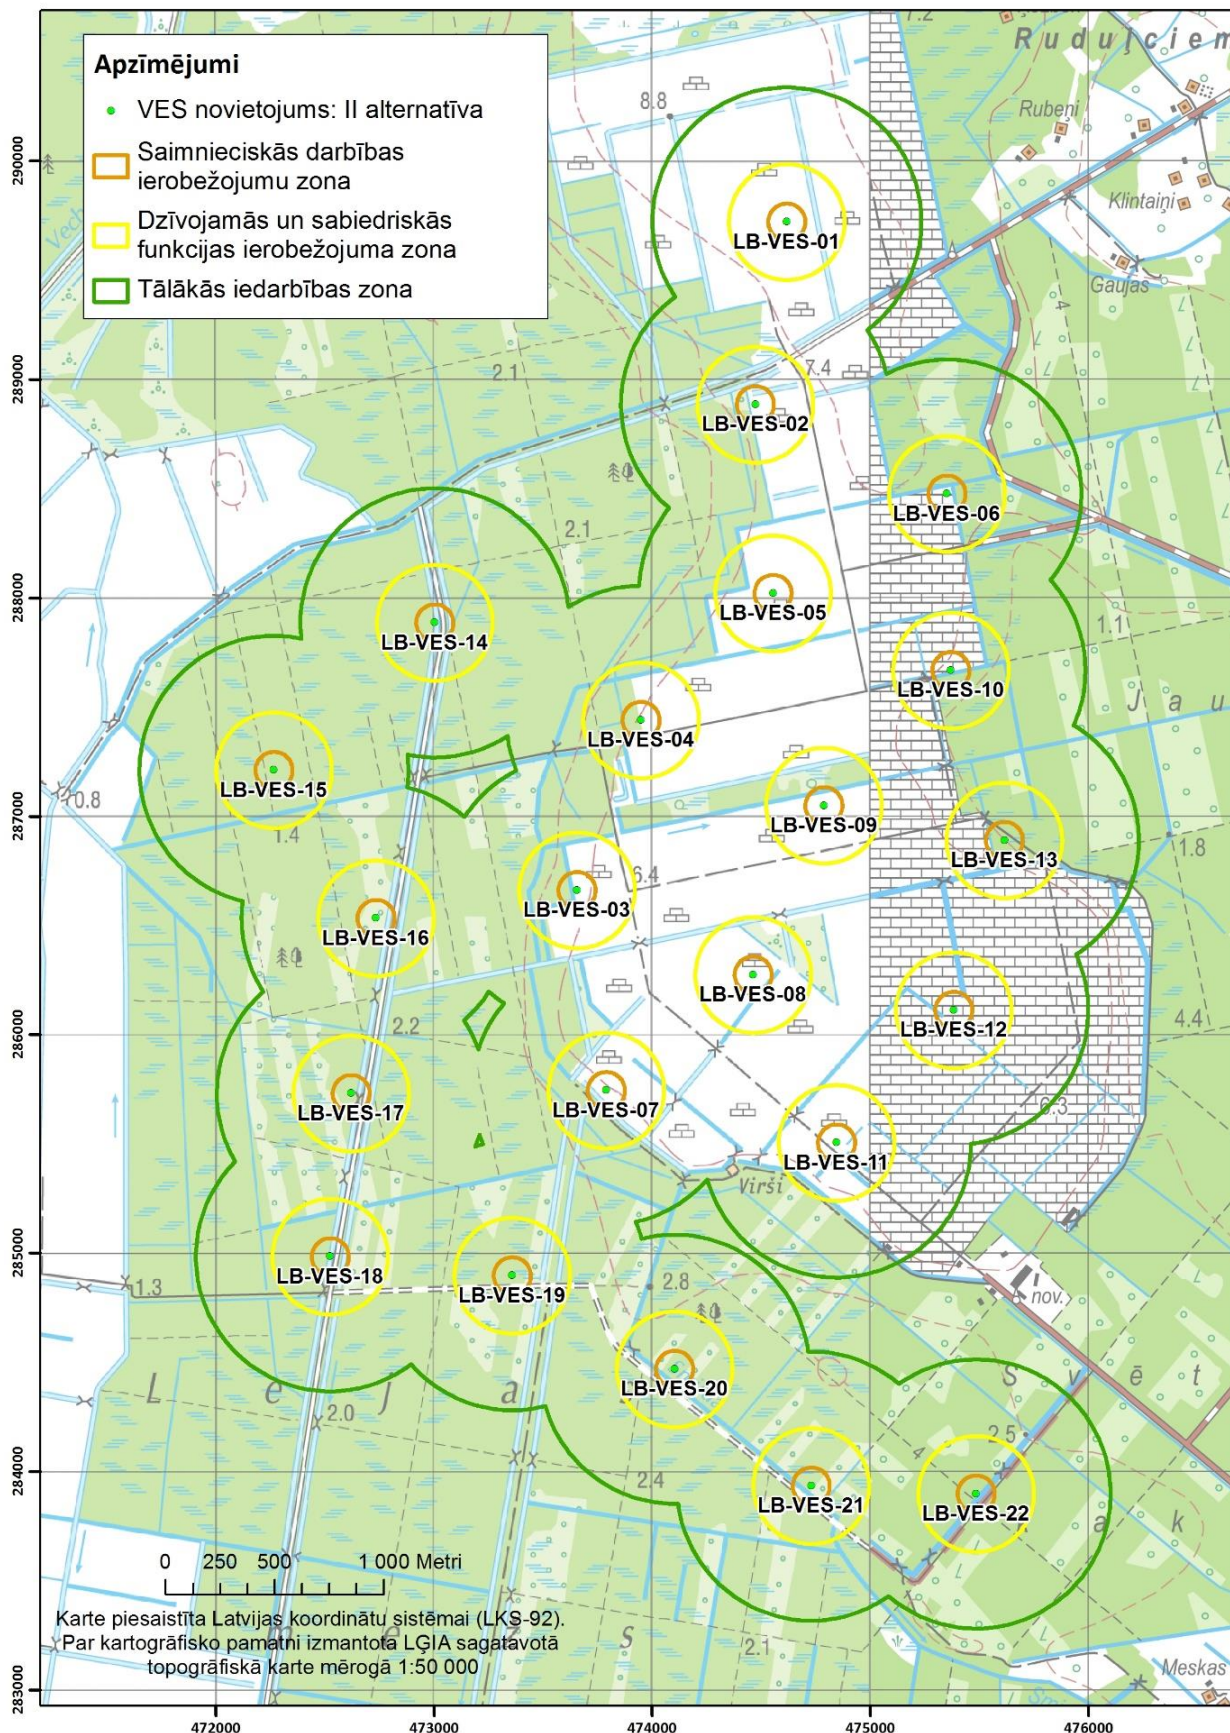 Apzīmējumi
VES novietojums: II alternatīva
Saimnieciskās darbības
ierobežojumu zona
Dzīvojamās un sabiedriskās
funkcijas ierobežojuma zona
Tālākās iedarbības zona
7.2
Ruduļciem
Rubeņi
8.8
290000
Vech
Klintaiņi
LB-VES-01
Gaujas
4
289000
2.1
7.4
LB-VES-02
LB-VES-06
2.1
288000
LB-VES-05
LB-VES-14
1.1
LB-VES-10
Jau
LB-VES-04
LB-VES-15
0.8
287000
LB-VES-09
1.4
1.8
LB-VES-13
6.4
LB-VES-03
LB-VES-16
LB-VES-08
286000
2.2
LB-VES-12
4.4
LB-VES-17
LB-VES-07
6.3
LB-VES-11
Virši
285000
LB-VES-18
LB-VES-19
1.3
2.8
nov.
LB-VES-20
Svēt
Leja
2.0
2.5
4
284000
2.4
LB-VES-21
LB-VES-22
ak
0 250 500 1 000 Metri
Karte piesaistīta Latvijas koordinātu sistēmai (LKS-92).
Par kartogrāfisko pamatni izmantota LĢIA sagatavotā
topogrāfiskā karte mērogā 1:50 000
s
2.1
Meskas
283000
472000 473000 474000 475000 476000